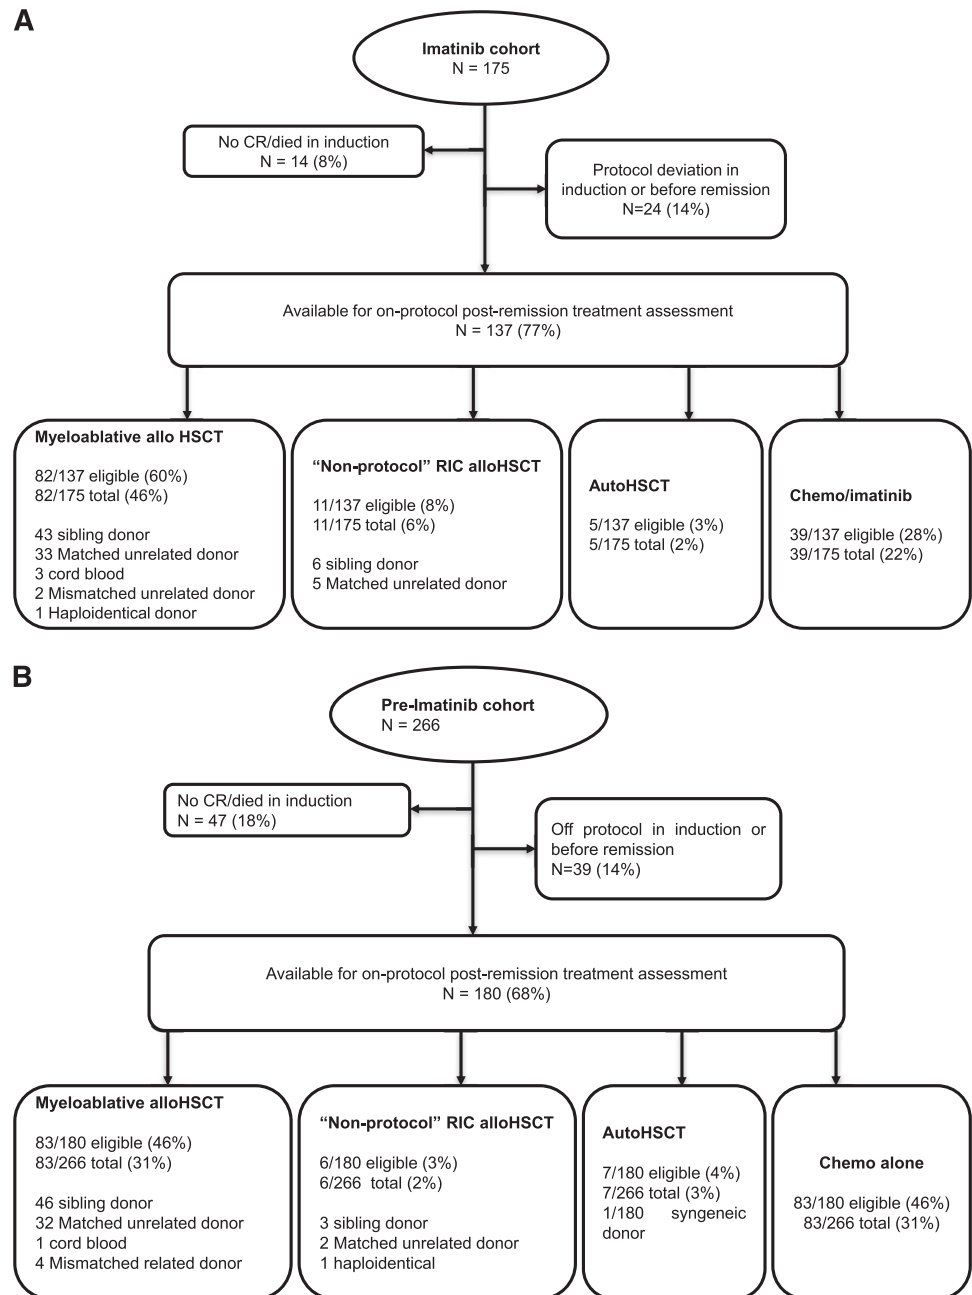 A
Imatinib cohort
N = 175
No CR/died in induction
N = 14 (8%)
Protocol deviation in
induction or before remission
N=24 (14%)
Available for on-protocol post-remission treatment assessment
N = 137 (77%)
Myeloablative allo HSCT
82/137 eligible (60%)
82/175 total (46%)
43 sibling donor
33 Matched unrelated donor
3 cord blood
2 Mismatched unrelated donor
1 Haploidentical donor
“Non-protocol” RIC alloHSCT
11/137 eligible (8%)
11/175 total (6%)
6 sibling donor
5 Matched unrelated donor
AutoHSCT
5/137 eligible (3%)
5/175 total (2%)
Chemo/imatinib
39/137 eligible (28%)
39/175 total (22%)
B
Pre-Imatinib cohort
N = 266
No CR/died in induction
N = 47 (18%)
Off protocol in induction or
before remission
N=39 (14%)
Available for on-protocol post-remission treatment assessment
N = 180 (68%)
Myeloablative alloHSCT
83/180 eligible (46%)
83/266 total (31%)
46 sibling donor
32 Matched unrelated donor
1 cord blood
4 Mismatched related donor
“Non-protocol” RIC alloHSCT
6/180 eligible (3%)
6/266 total (2%)
3 sibling donor
2 Matched unrelated donor
1 haploidentical
AutoHSCT
7/180 eligible (4%)
7/266 total (3%)
1/180 syngeneic
donor
Chemo alone
83/180 eligible (46%)
83/266 total (31%)